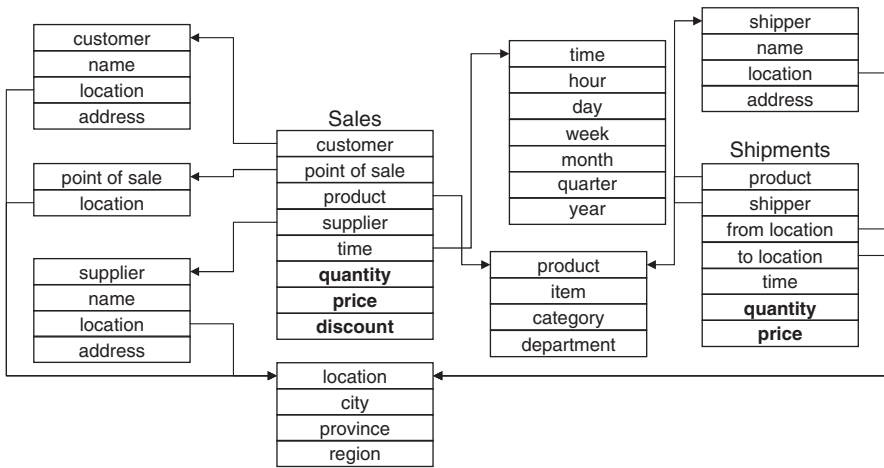 customer
name
location
address
point of sale
location
supplier
name
location
address
Sales
customer
point of sale
product
supplier
time
quantity
price
discount
location
city
province
region
time
hour
day
week
month
quarter
year
product
item
category
department
shipper
name
location
address
Shipments
product
shipper
from location
to location
time
quantity
price